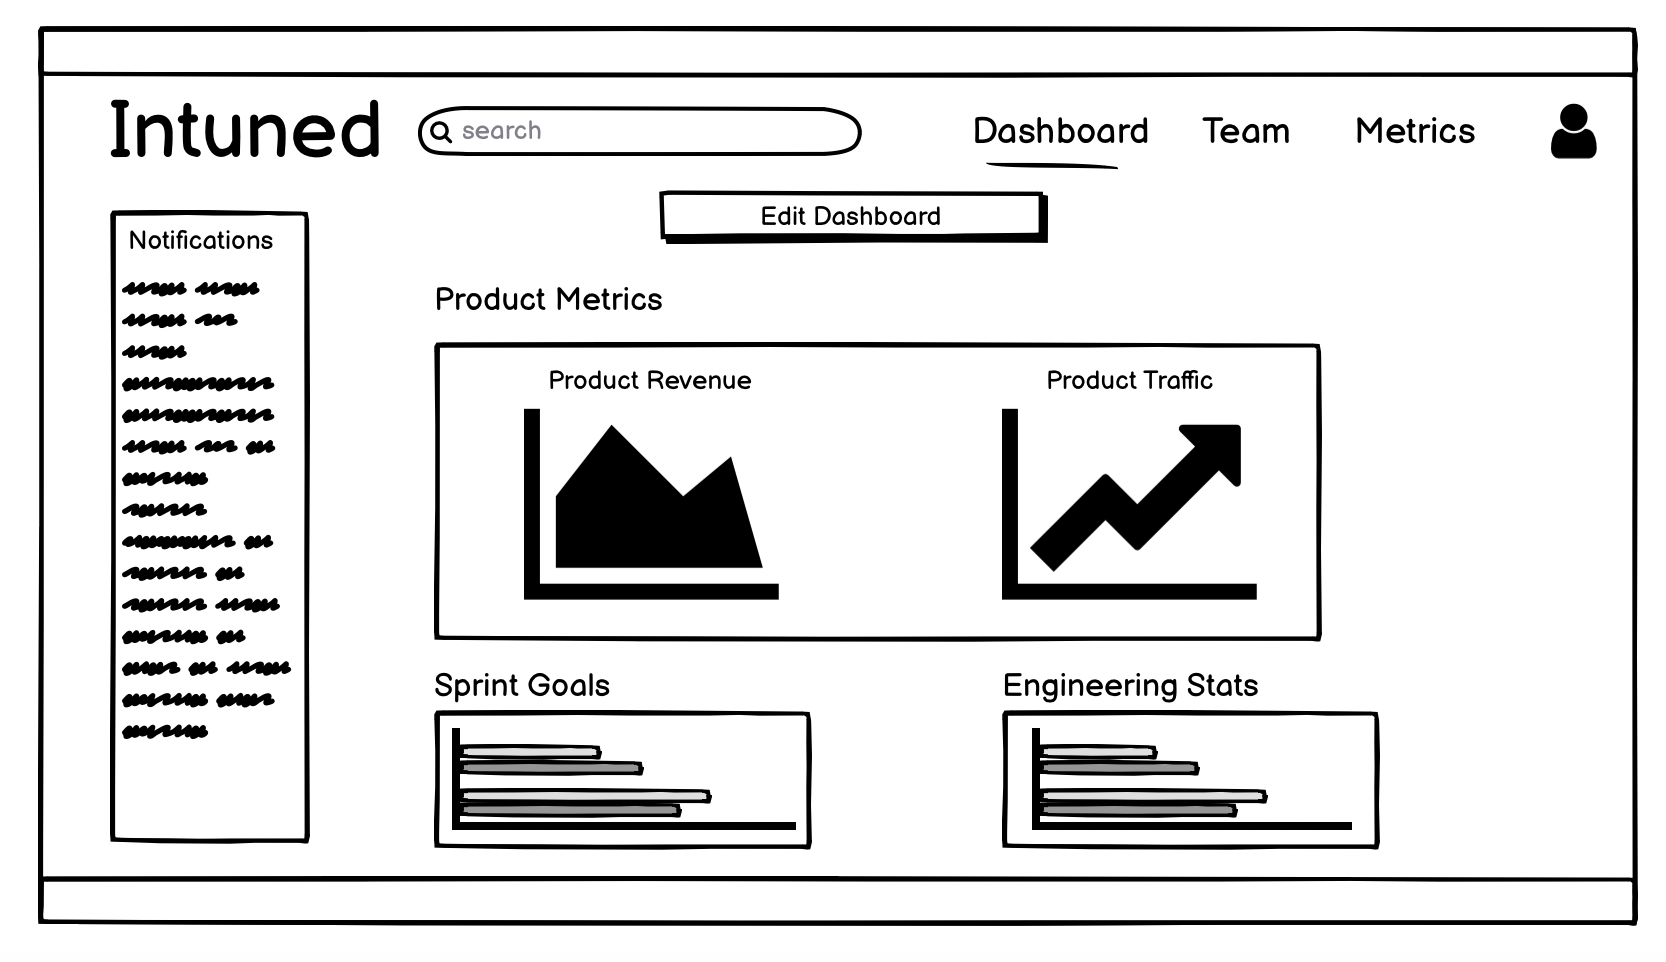 Intuned
search
Dashboard
Team
Metrics
Edit Dashboard
Notifications
Product Metrics
Product Revenue
Product Traffic
Sprint Goals
Engineering Stats